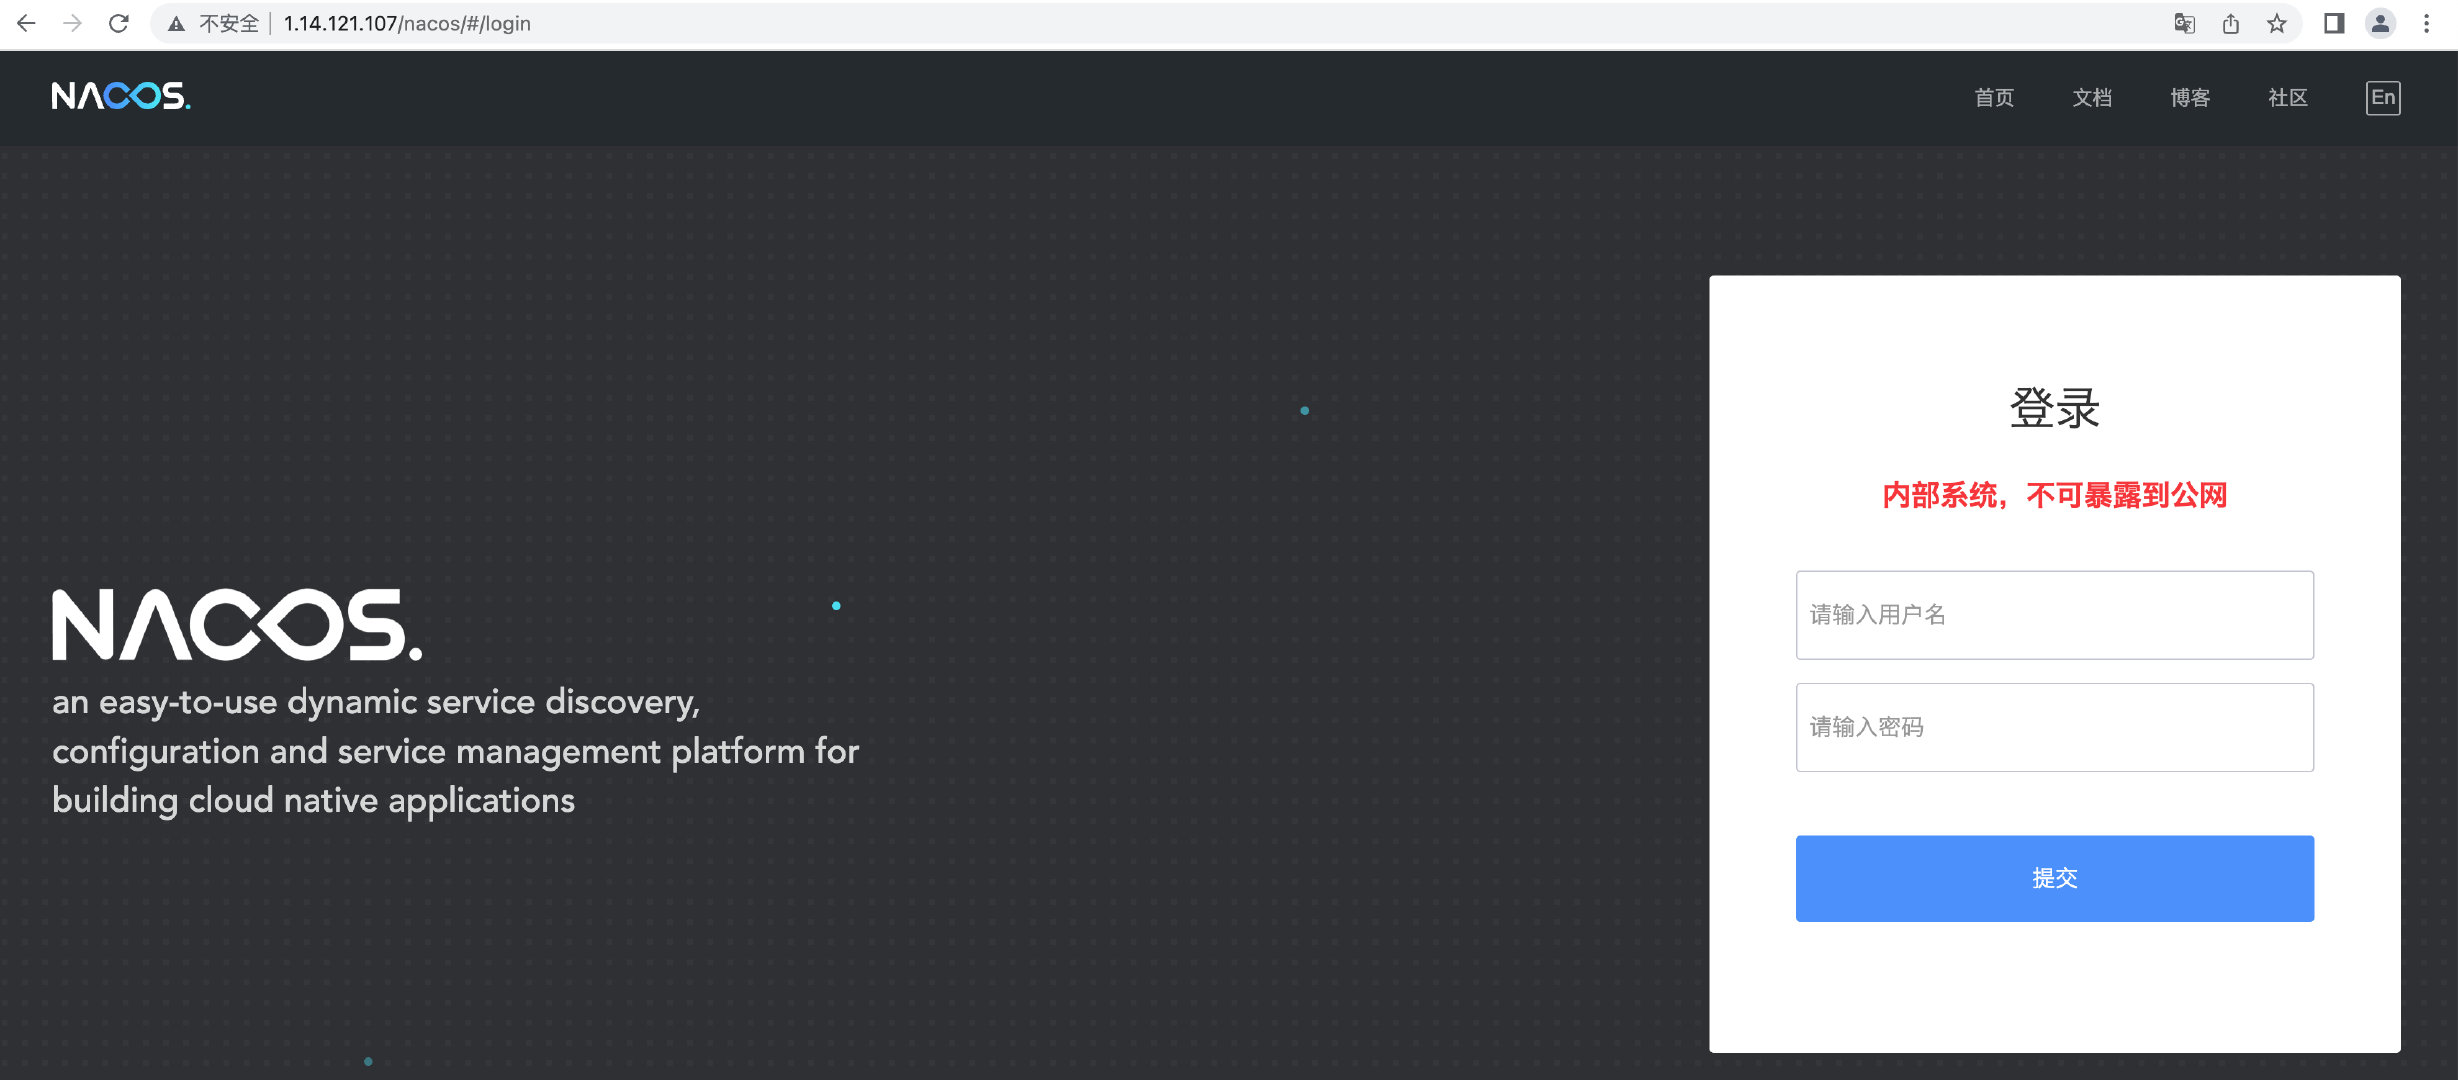 不安全 1.14.121.107/nacos/#/login
NACOS.
首页 文档 博客 社区 En
登录
内部系统，不可暴露到公网
请输入用户名
请输入密码
提交
NACOS.
an easy-to-use dynamic service discovery,
configuration and service management platform for
building cloud native applications